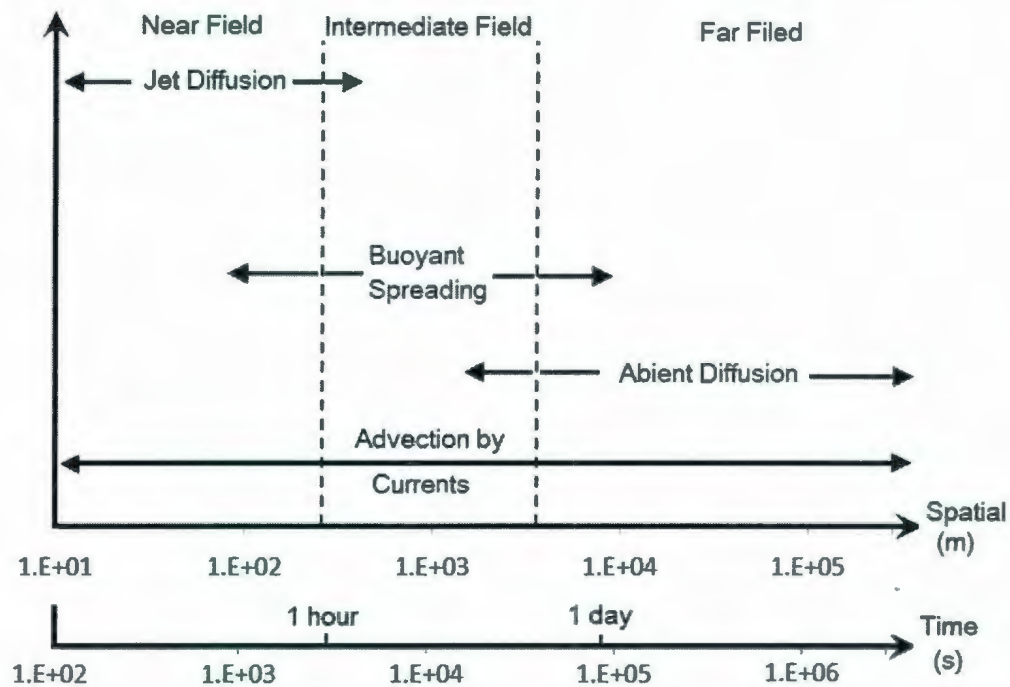 Near Field
Intermediate Field
Far Filed
Jet Diffusion
Buoyant
Spreading
Abient Diffusion
Advection by
Currents
Spatial
(m)
1.E+01 1.E+02 1.E+03 1.E+04 1.E+05
1 hour 1 day
Time
(s)
1.E+02 1.E+03 1.E+04 1.E+05 1.E+06